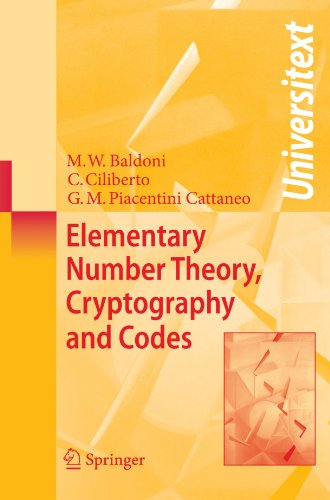 Universitext
M. W. Baldoni
C. Ciliberto
G. M. Piacentini Cattaneo
Elementary
Number Theory,
Cryptography
and Codes
Springer